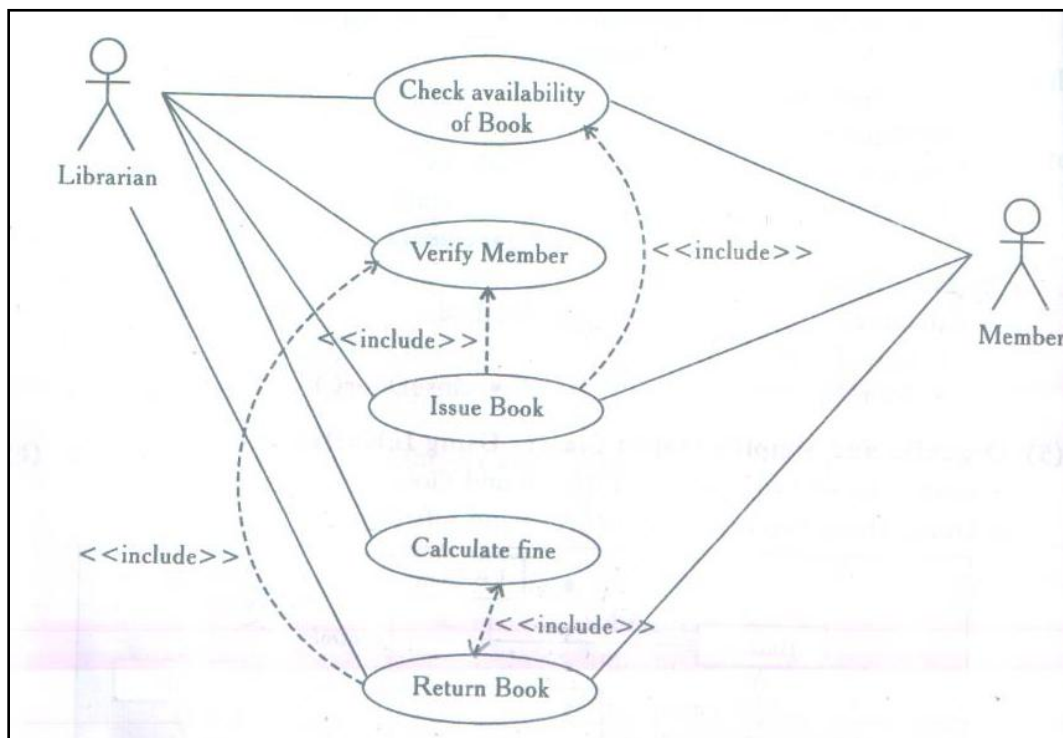 Check availability
of Book
Librarian
Verify Member
<<include>>
Member
<<include>>
Issue Book
Calculate fine
<<include>>
<<include>>
Return Book